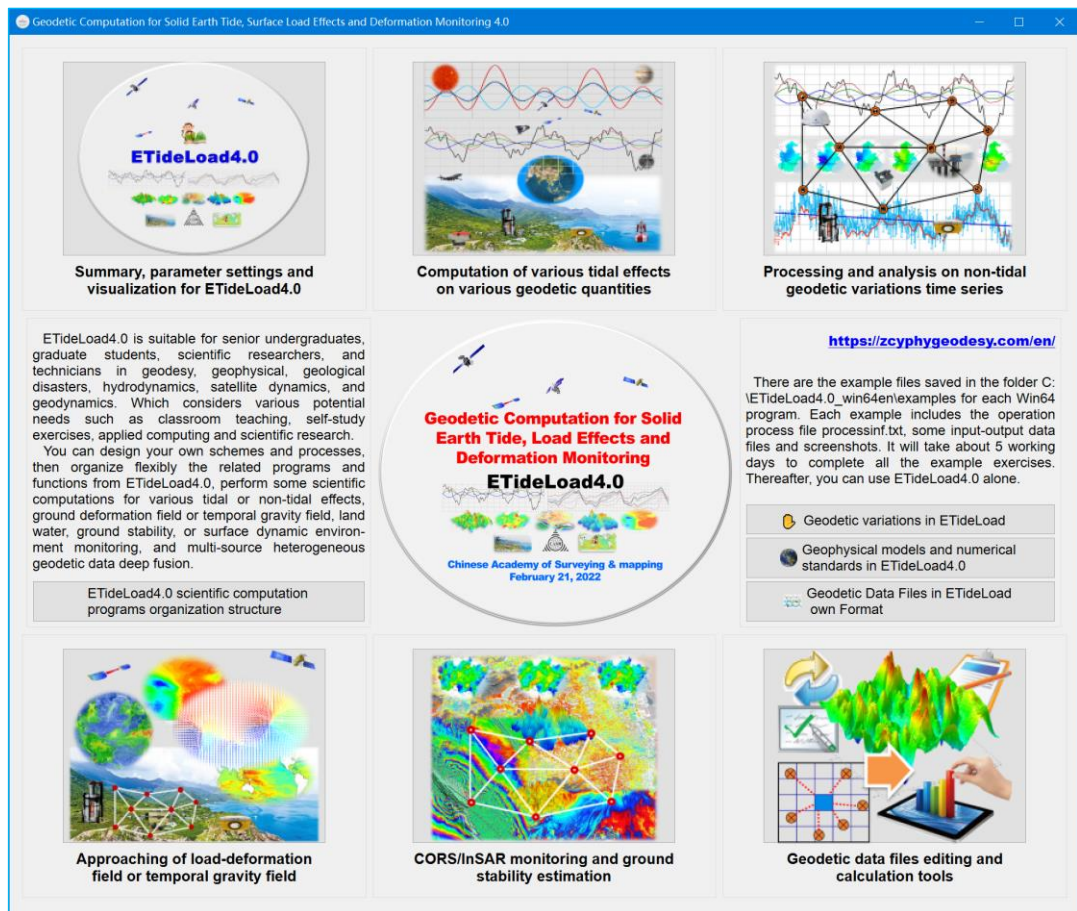 Geodetic Computation for Solid Earth Tide, Surface Load Effects and Deformation Monitoring 4.0
ETideLoad4.0
Summary, parameter settings and
visualization for ETideLoad4.0
Computation of various tidal effects
on various geodetic quantities
Processing and analysis on non-tidal
geodetic variations time series
ETideLoad4.0 is suitable for senior undergraduates,
graduate students, scientific researchers, and
technicians in geodesy, geophysical, geological
disasters, hydrodynamics, satellite dynamics, and
geodynamics. Which considers various potential
needs such as classroom teaching, self-study
exercises, applied computing and scientific research.
You can design your own schemes and processes,
then organize flexibly the related programs and
functions from ETideLoad4.0, perform some scientific
computations for various tidal or non-tidal effects,
ground deformation field or temporal gravity field, land
water, ground stability, or surface dynamic environ-
ment monitoring, and multi-source heterogeneous
geodetic data deep fusion.
ETideLoad4.0 scientific computation
programs organization structure
Geodetic Computation for Solid
Earth Tide, Load Effects and
Deformation Monitoring
ETideLoad4.0
Chinese Academy of Surveying & mapping
February 21, 2022
https://zcyphygeodesy.com/en/
There are the example files saved in the folder C:
\ETideLoad4.0_win64en\examples for each Win64
program. Each example includes the operation
process file processinf.txt, some input-output data
files and screenshots. It will take about 5 working
days to complete all the example exercises.
Thereafter, you can use ETideLoad4.0 alone.
Geodetic variations in ETideLoad
Geophysical models and numerical
standards in ETideLoad4.0
Geodetic Data Files in ETideLoad
own Format
Approaching of load-deformation
field or temporal gravity field
CORS/InSAR monitoring and ground
stability estimation
Geodetic data files editing and
calculation tools